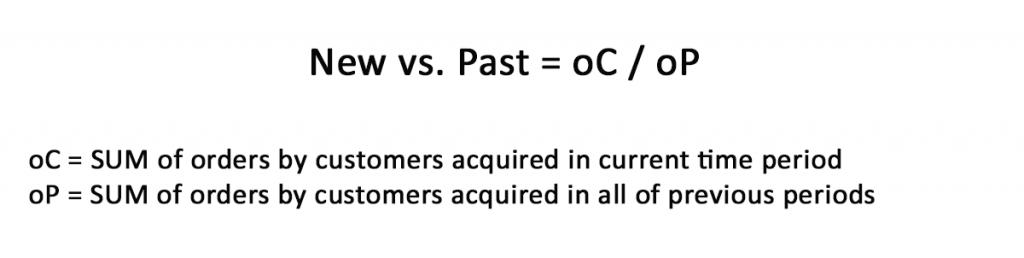 New vs. Past = oC / oP
oC = SUM of orders by customers acquired in current time period
oP = SUM of orders by customers acquired in all of previous periods